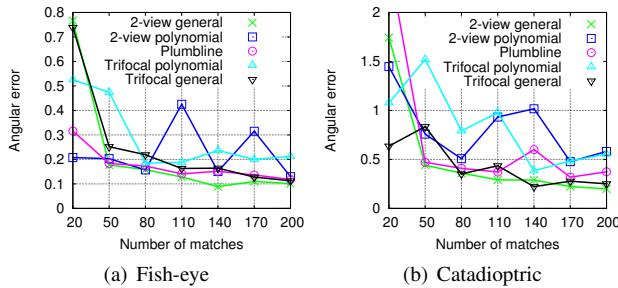 0.8
0.7
0.6
0.5
0.4
0.3
0.2
0.1
0
Angular error
2-view general
2-view polynomial
Plumbline
Trifocal polynomial
Trifocal general
20 50 80 110 140 170 200
Number of matches
(a) Fish-eye
2
1.5
1
0.5
0
Angular error
2-view general
2-view polynomial
Plumbline
Trifocal polynomial
Trifocal general
20 50 80 110 140 170 200
Number of matches
(b) Catadioptric